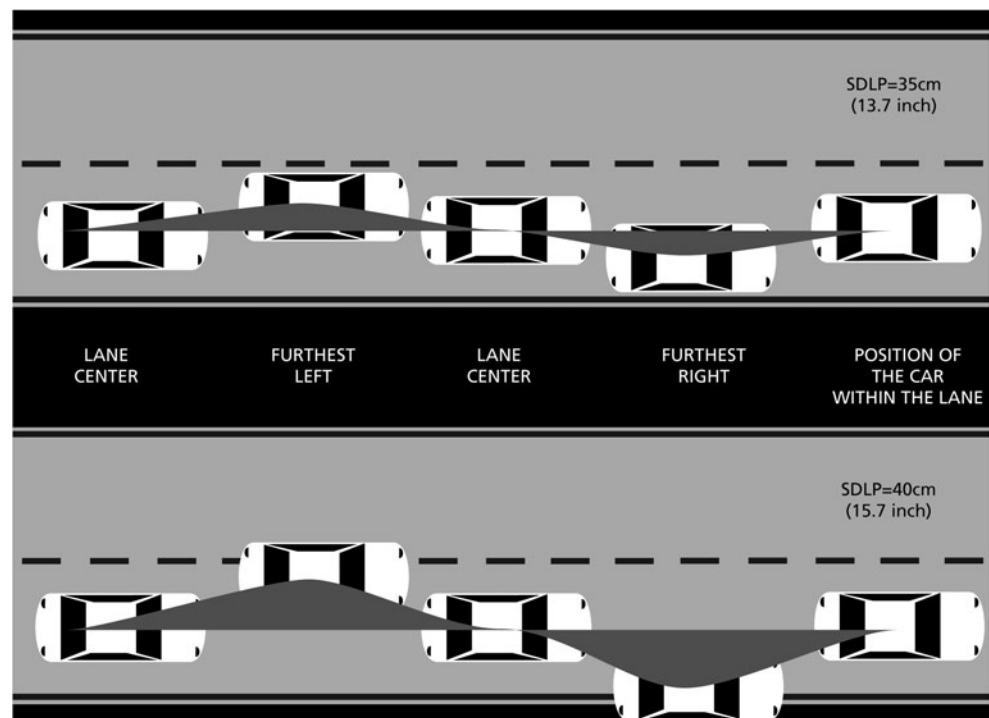 SDLP=35cm
(13.7 inch)
LANE
CENTER
FURTHEST
LEFT
LANE
CENTER
FURTHEST
RIGHT
POSITION OF
THE CAR
WITHIN THE LANE
SDLP=40cm
(15.7 inch)